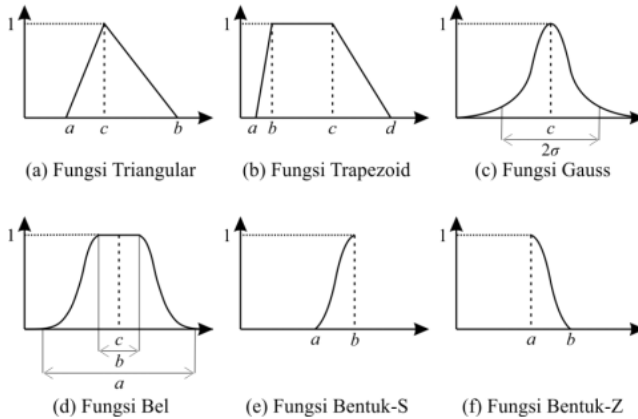 1
1
1
a
c
b
a
b
c
d
c
2σ
(a) Fungsi Triangular
(b) Fungsi Trapezoid
(c) Fungsi Gauss
1
1
1
c
b
a
a
b
a
b
(d) Fungsi Bel
(e) Fungsi Bentuk-S
(f) Fungsi Bentuk-Z